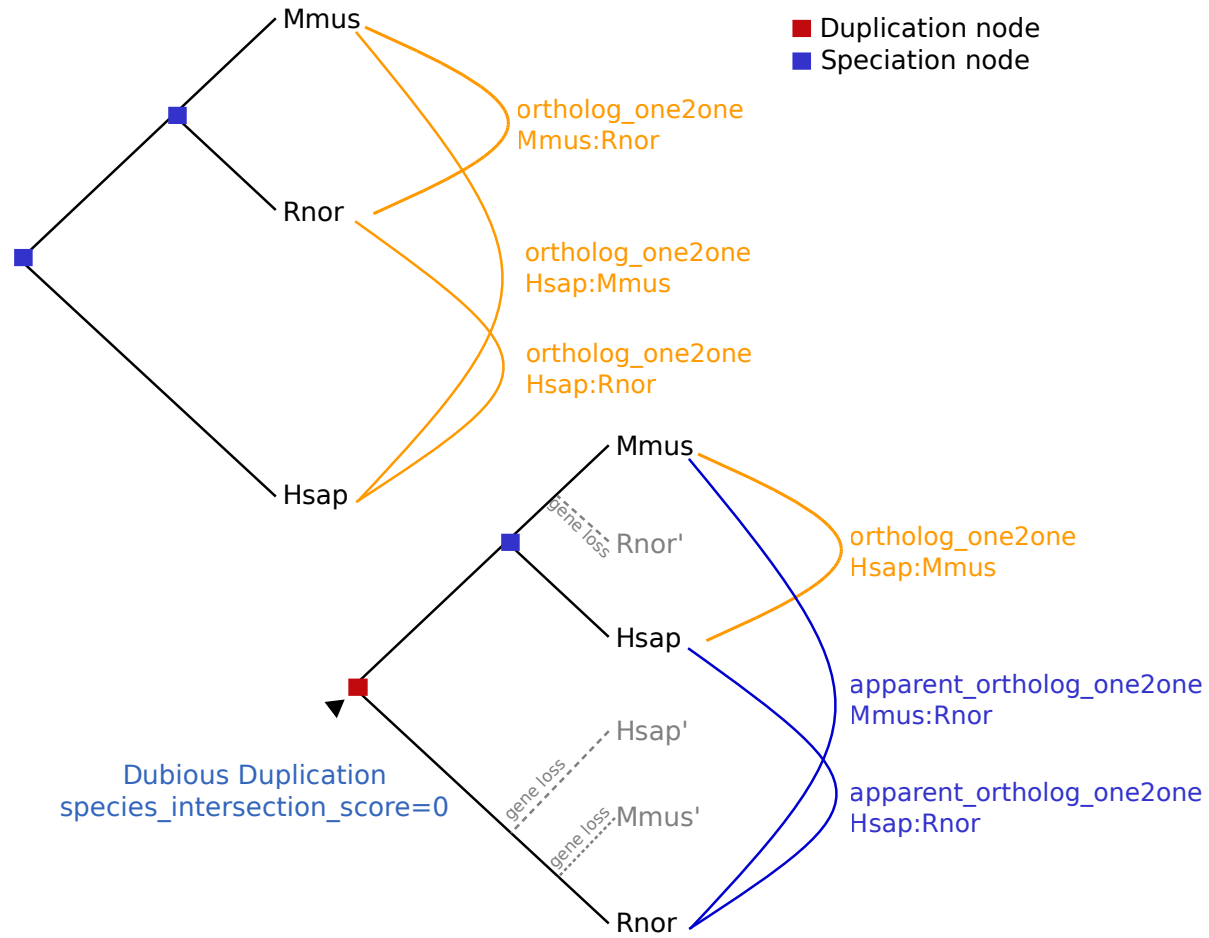 Mmus
Duplication node
Speciation node
ortholog_one2one
Mmus:Rnor
Rnor
ortholog_one2one
Hsap:Mmus
ortholog_one2one
Hsap:Rnor
Hsap
Mmus
gene loss
Rnor'
ortholog_one2one
Hsap:Mmus
Hsap
apparent_ortholog_one2one
Mmus:Rnor
Hsap'
gene loss
Dubious Duplication
species_intersection_score=0
apparent_ortholog_one2one
Hsap:Rnor
Mmus'
gene loss
Rnor